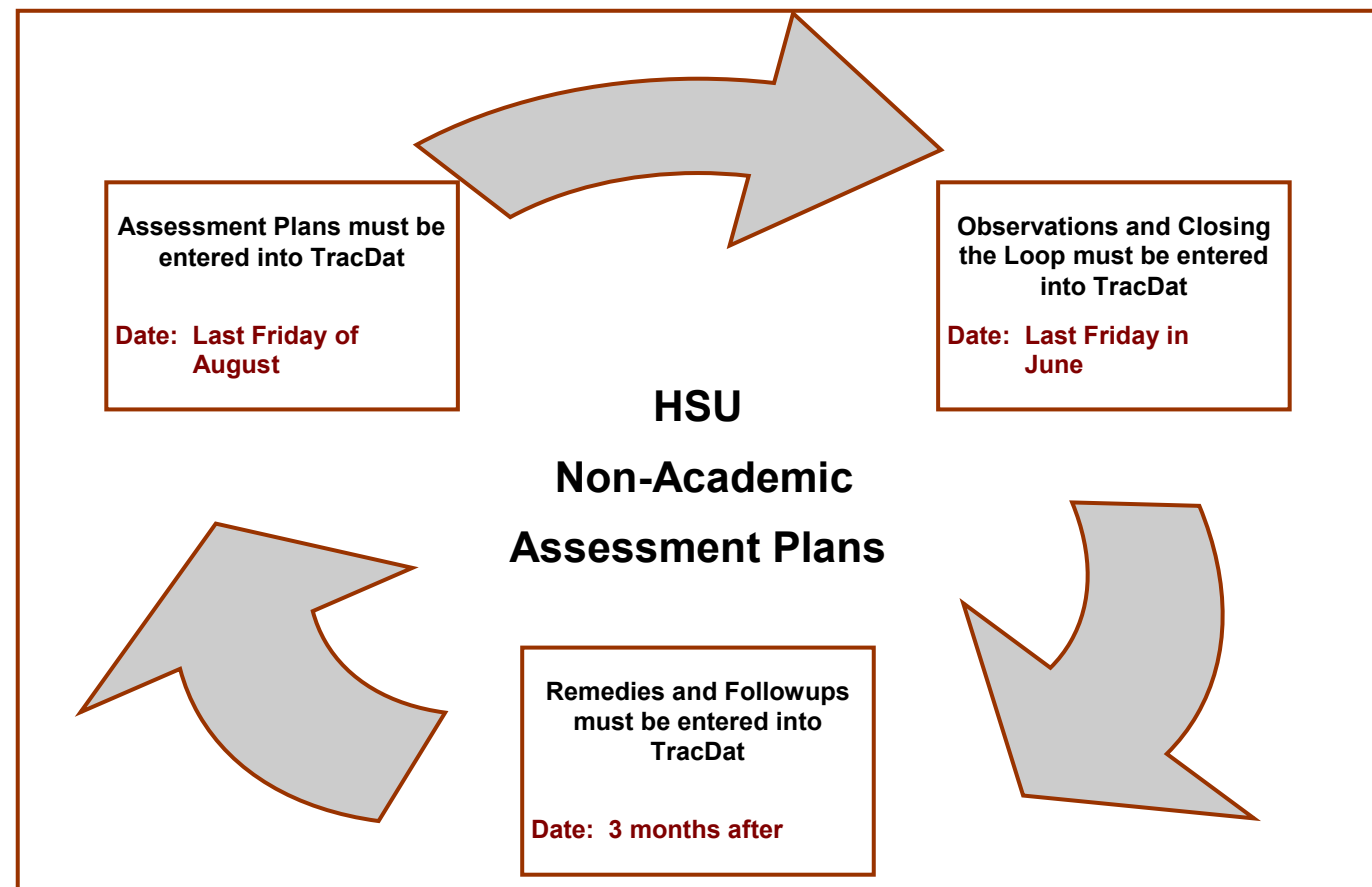 Assessment Plans must be
entered into TracDat
Date: Last Friday of
August
Observations and Closing
the Loop must be entered
into TracDat
Date: Last Friday in
June
HSU
Non-Academic
Assessment Plans
Remedies and Followups
must be entered into
TracDat
Date: 3 months after